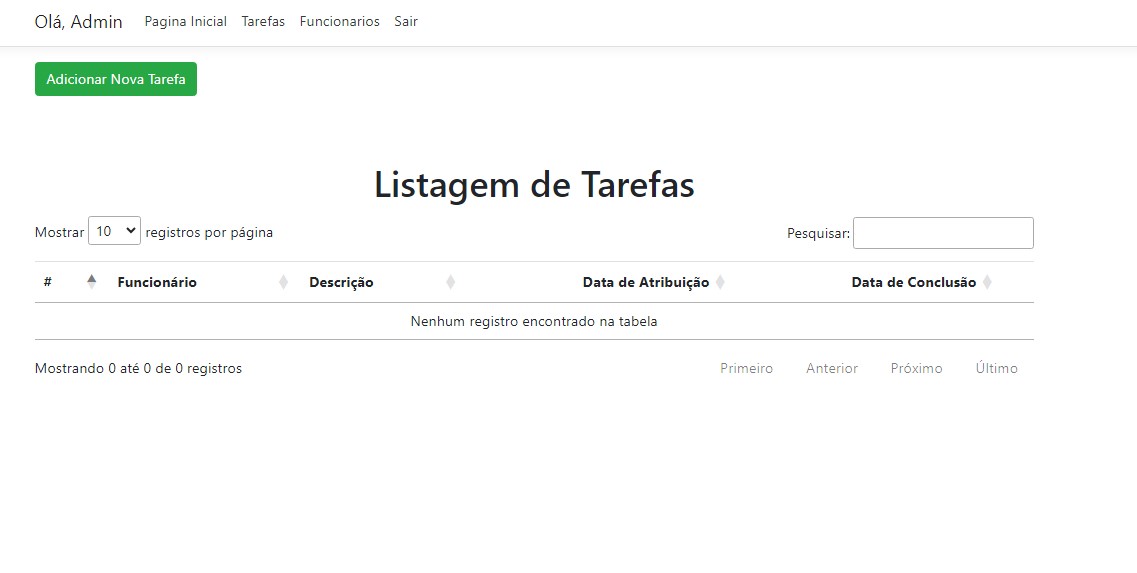 Olá, Admin Pagina Inicial Tarefas Funcionarios Sair
Adicionar Nova Tarefa
Listagem de Tarefas
Mostrar 10 registros por página Pesquisar:
# Funcionário Descrição Data de Atribuição Data de Conclusão
Nenhum registro encontrado na tabela
Mostrando 0 até 0 de 0 registros Primeiro Anterior Próximo Último